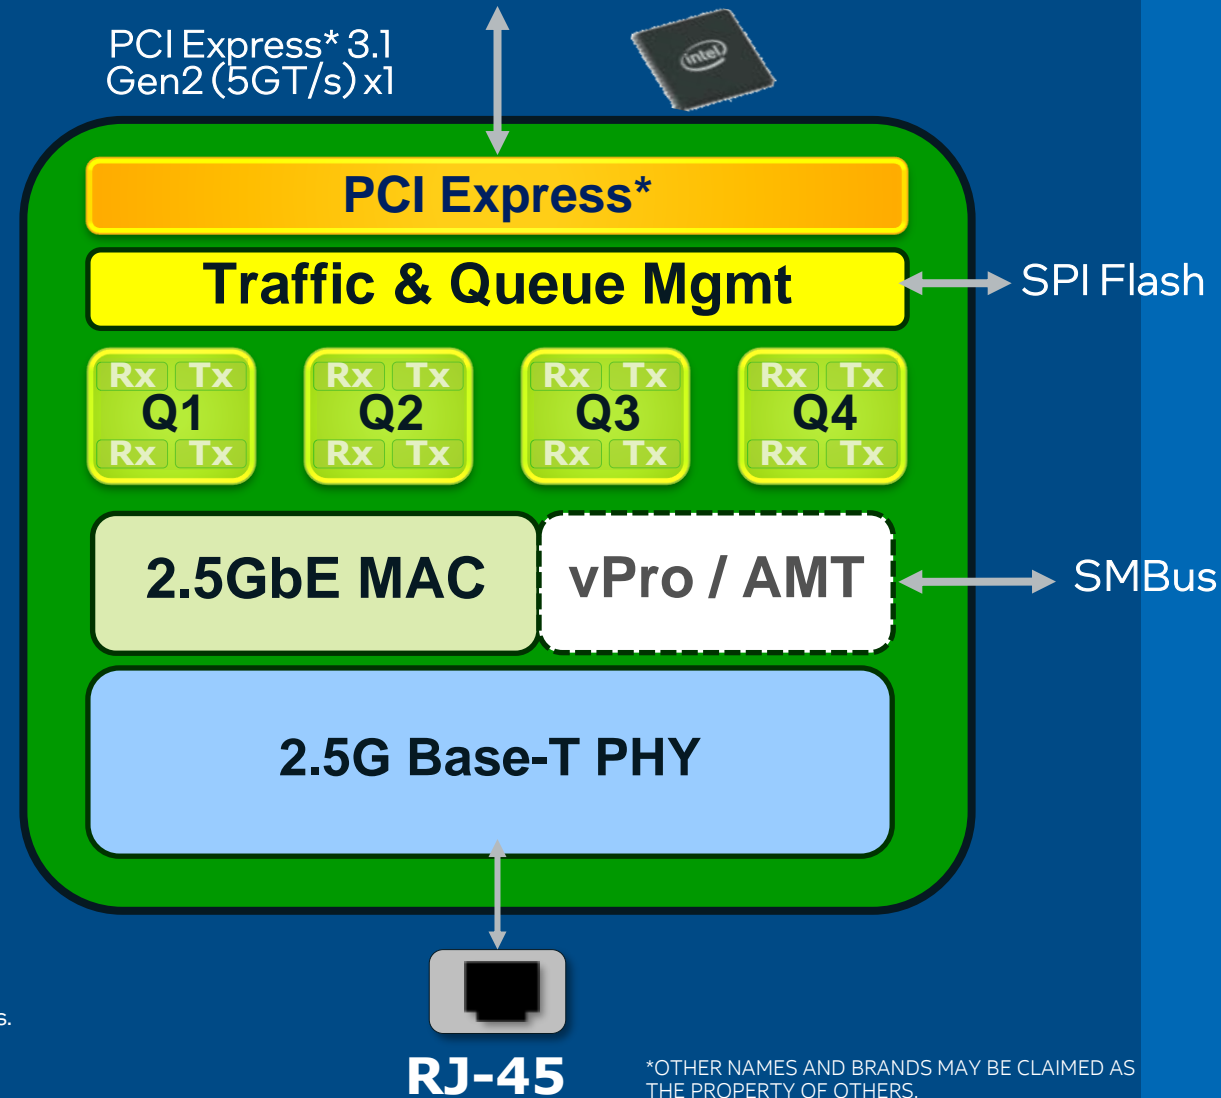 PCI Express* 3.1
Gen2 (5GT/s) x1
intel
PCI Express*
Traffic & Queue Mgmt
SPI Flash
Rx Tx Rx Tx Rx Tx Rx Tx
Q1 Q2 Q3 Q4
Rx Tx Rx Tx Rx Tx Rx Tx
2.5GbE MAC
vPro / AMT
SMBus
2.5G Base-T PHY
s.
RJ-45
*OTHER NAMES AND BRANDS MAY BE CLAIMED AS
THE PROPERTY OF OTHERS.